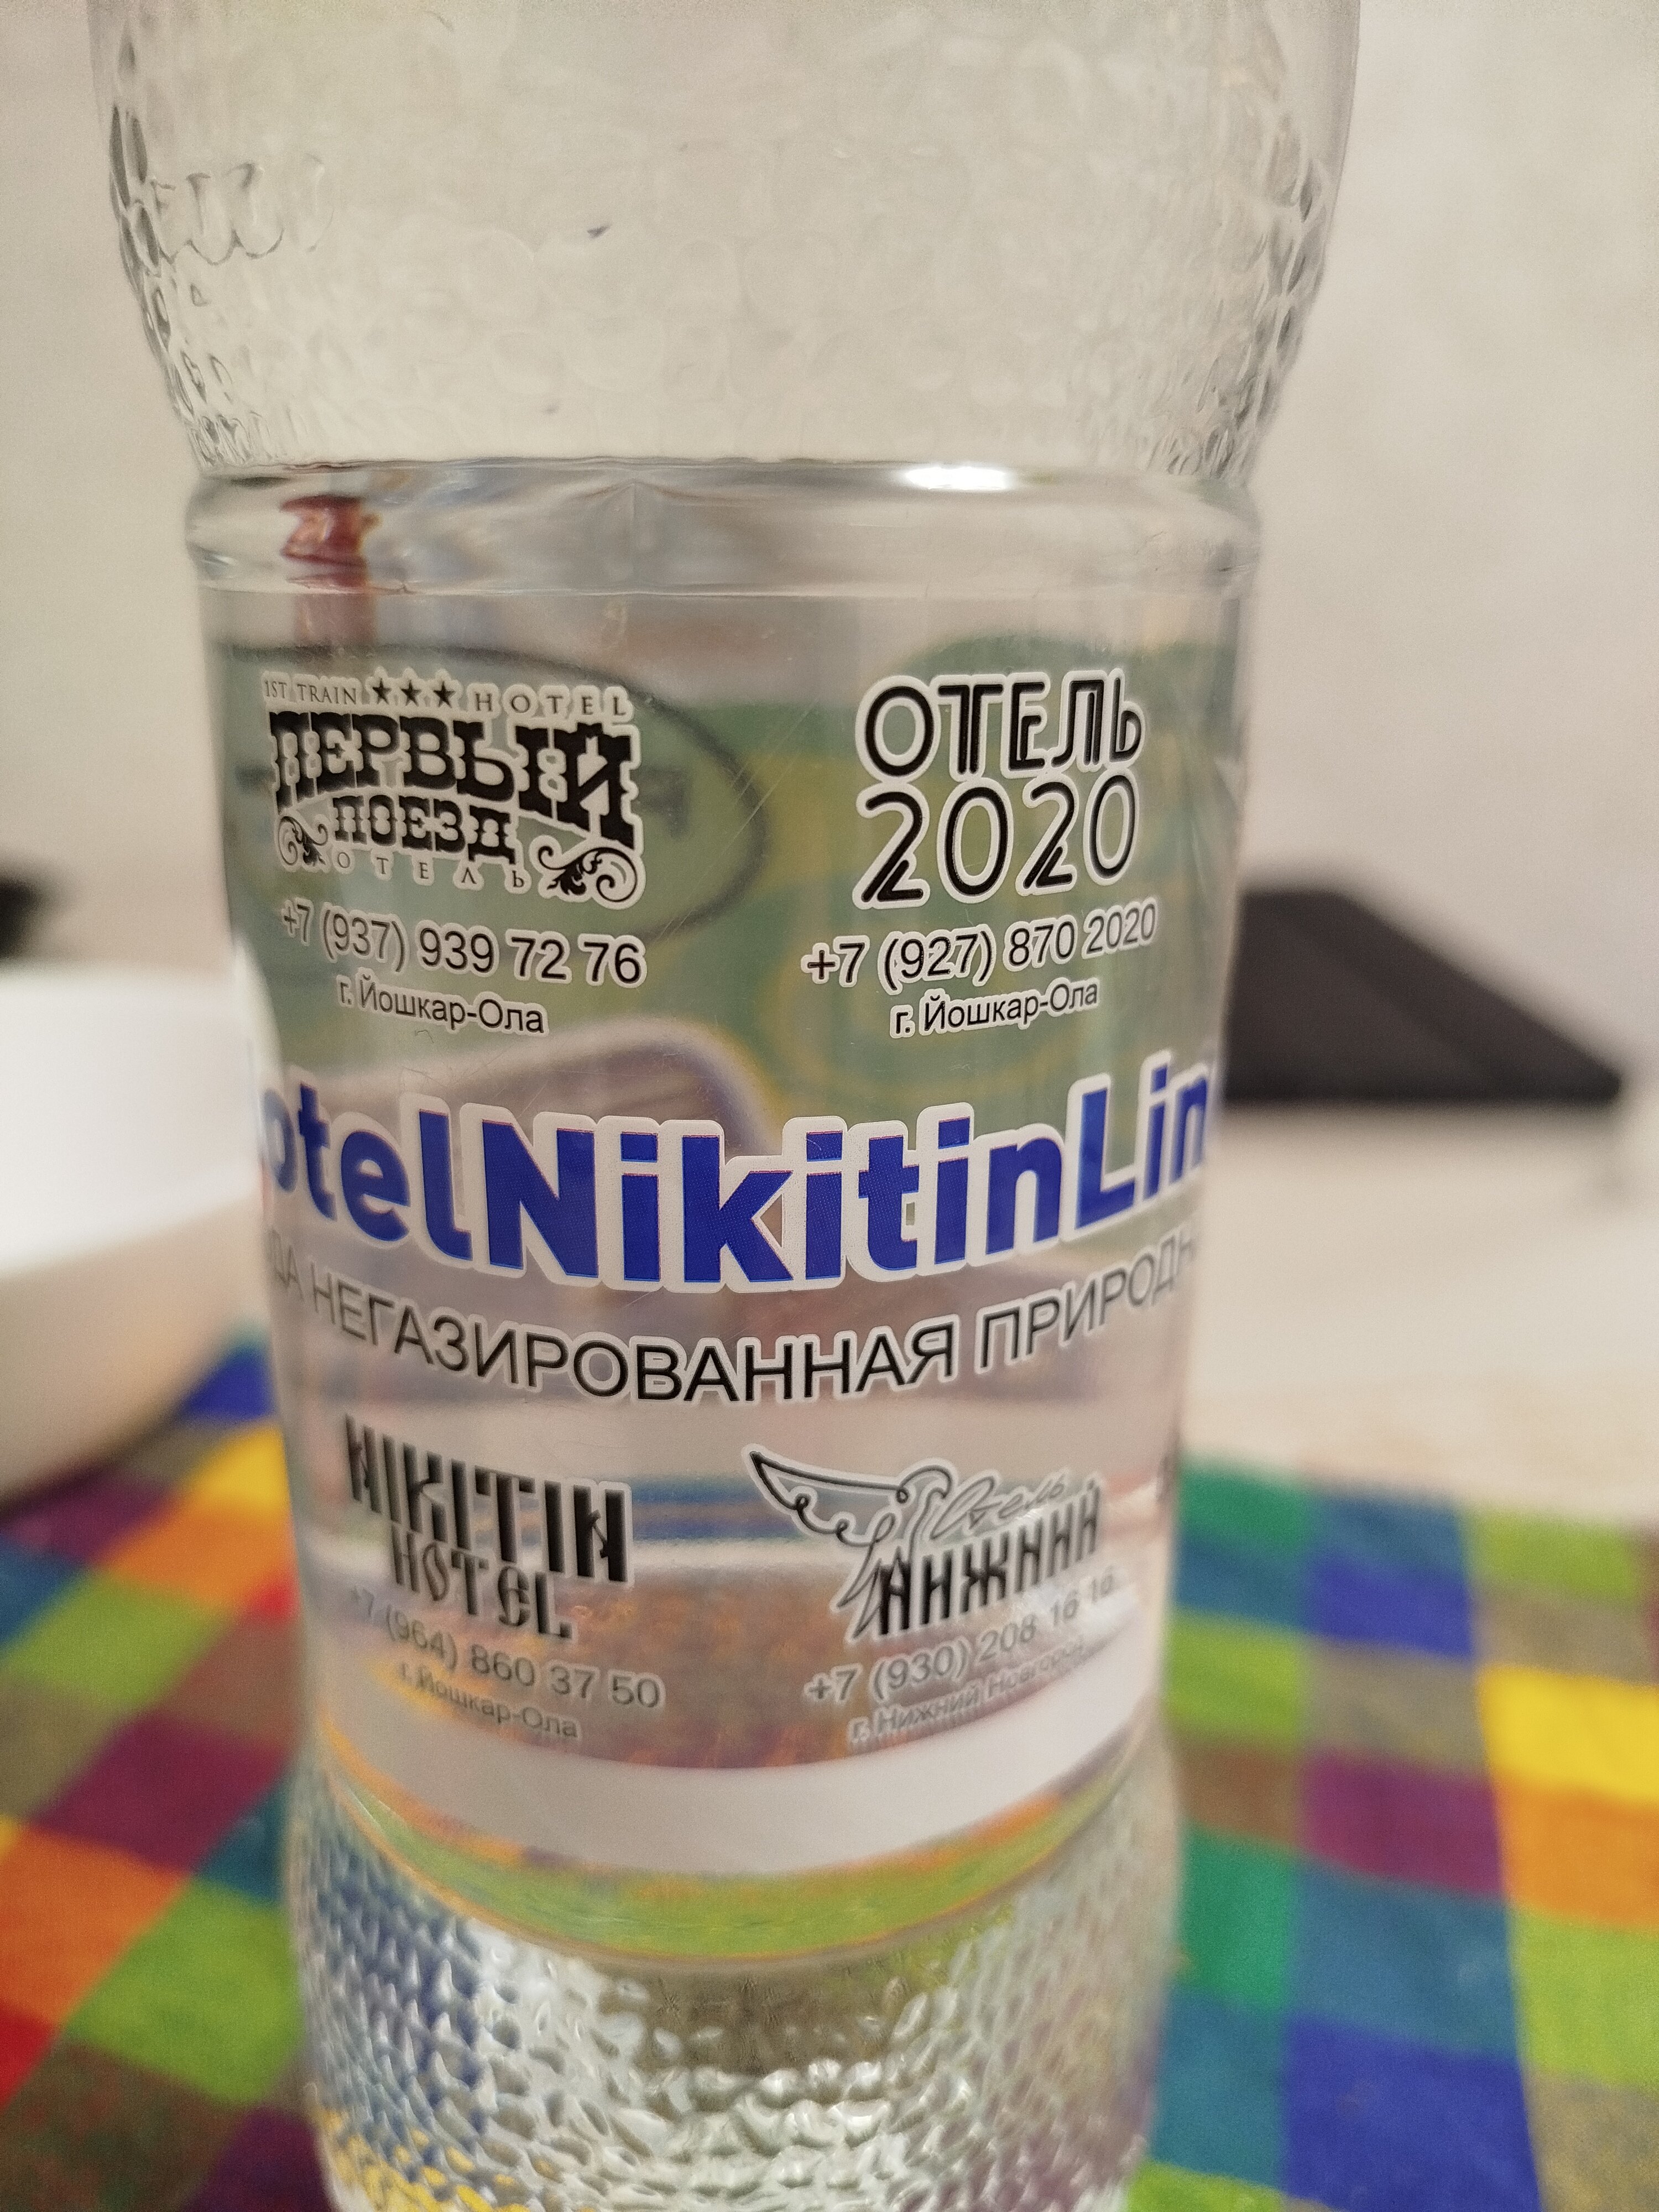 1ST TRAIN ★★★ HOTEL
ПЕРВЫЙ
ПОЕЗД
ОТЕЛЬ
+7 (937) 939 72 76
г. Йошкар-Ола
ОТЕЛЬ
2020
+7 (927) 870 2020
г. Йошкар-Ола
otelNikitinLin
ДА НЕГАЗИРОВАННАЯ ПРИРОДН
NIKITIN
HOTEL
+7 (964) 860 37 50
г. Йошкар-Ола
Отель
НИЖНИЙ
+7 (930) 208 16 16
г. Нижний Новгород